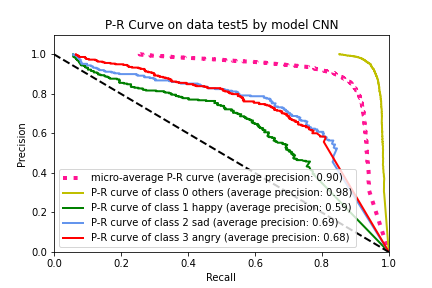 P-R Curve on data test5 by model CNN
Precision
1.0
0.8
0.6
0.4
0.2
0.0
micro-average P-R curve (average precision: 0.90)
P-R curve of class 0 others (average precision: 0.98)
P-R curve of class 1 happy (average precision: 0.59)
P-R curve of class 2 sad (average precision: 0.69)
P-R curve of class 3 angry (average precision: 0.68)
0.0 0.2 0.4 0.6 0.8 1.0
Recall